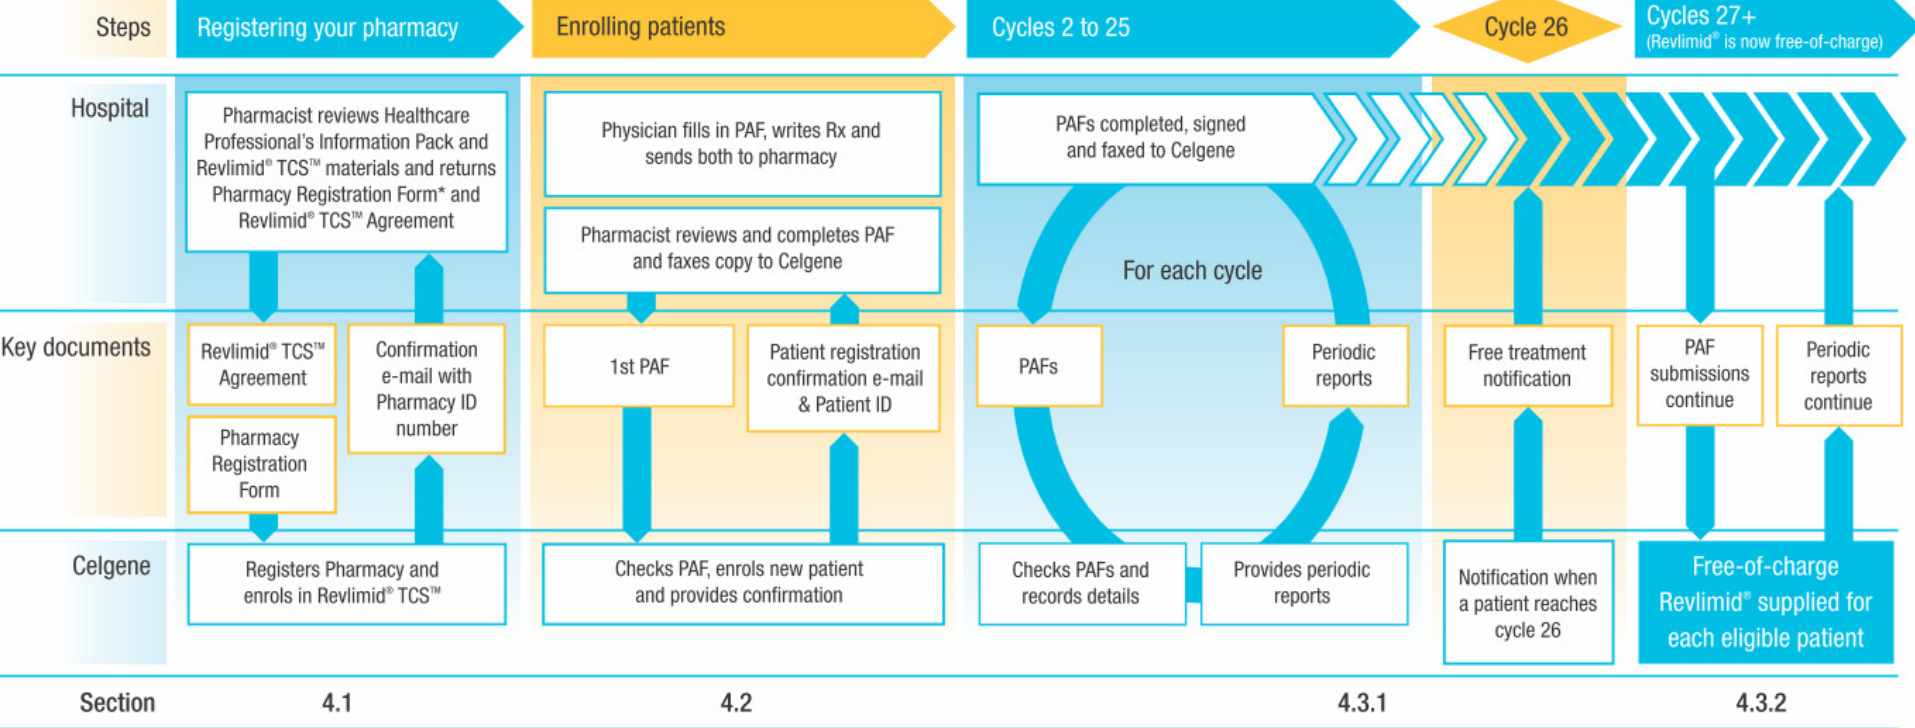 Steps
Registering your pharmacy
Enrolling patients
Cycles 2 to 25
Cycle 26
Cycles 27+
(Revlimid® is now free-of-charge)
Hospital
Pharmacist reviews Healthcare
Professional's Information Pack and
Revlimid® TCS™ materials and returns
Pharmacy Registration Form* and
Revlimid® TCS™ Agreement
Physician fills in PAF, writes Rx and
sends both to pharmacy
Pharmacist reviews and completes PAF
and faxes copy to Celgene
PAFs completed, signed
and faxed to Celgene
For each cycle
Key documents
Revlimid® TCS™
Agreement
Pharmacy
Registration
Form
Confirmation
e-mail with
Pharmacy ID
number
1st PAF
Patient registration
confirmation e-mail
& Patient ID
PAFs
Periodic
reports
Free treatment
notification
PAF
submissions
continue
Periodic
reports
continue
Celgene
Registers Pharmacy and
enrols in Revlimid® TCS™
Checks PAF, enrols new patient
and provides confirmation
Checks PAFs and
records details
Provides periodic
reports
Notification when
a patient reaches
cycle 26
Free-of-charge
Revlimid® supplied for
each eligible patient
Section
4.1
4.2
4.3.1
4.3.2